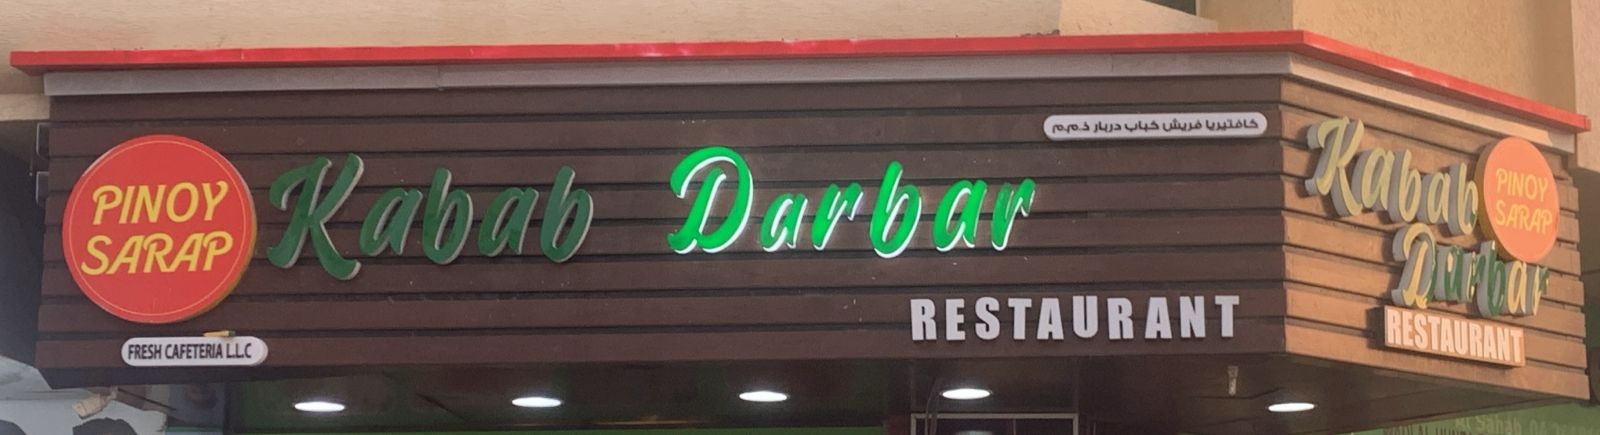 PINOY
SARAP
Kabab Darbar
كافتيريا فريش كباب دربار ذ.م.م
RESTAURANT
FRESH CAFETERIA L.L.C
Kabab
PINOY
SARAP
Darbar
RESTAURANT